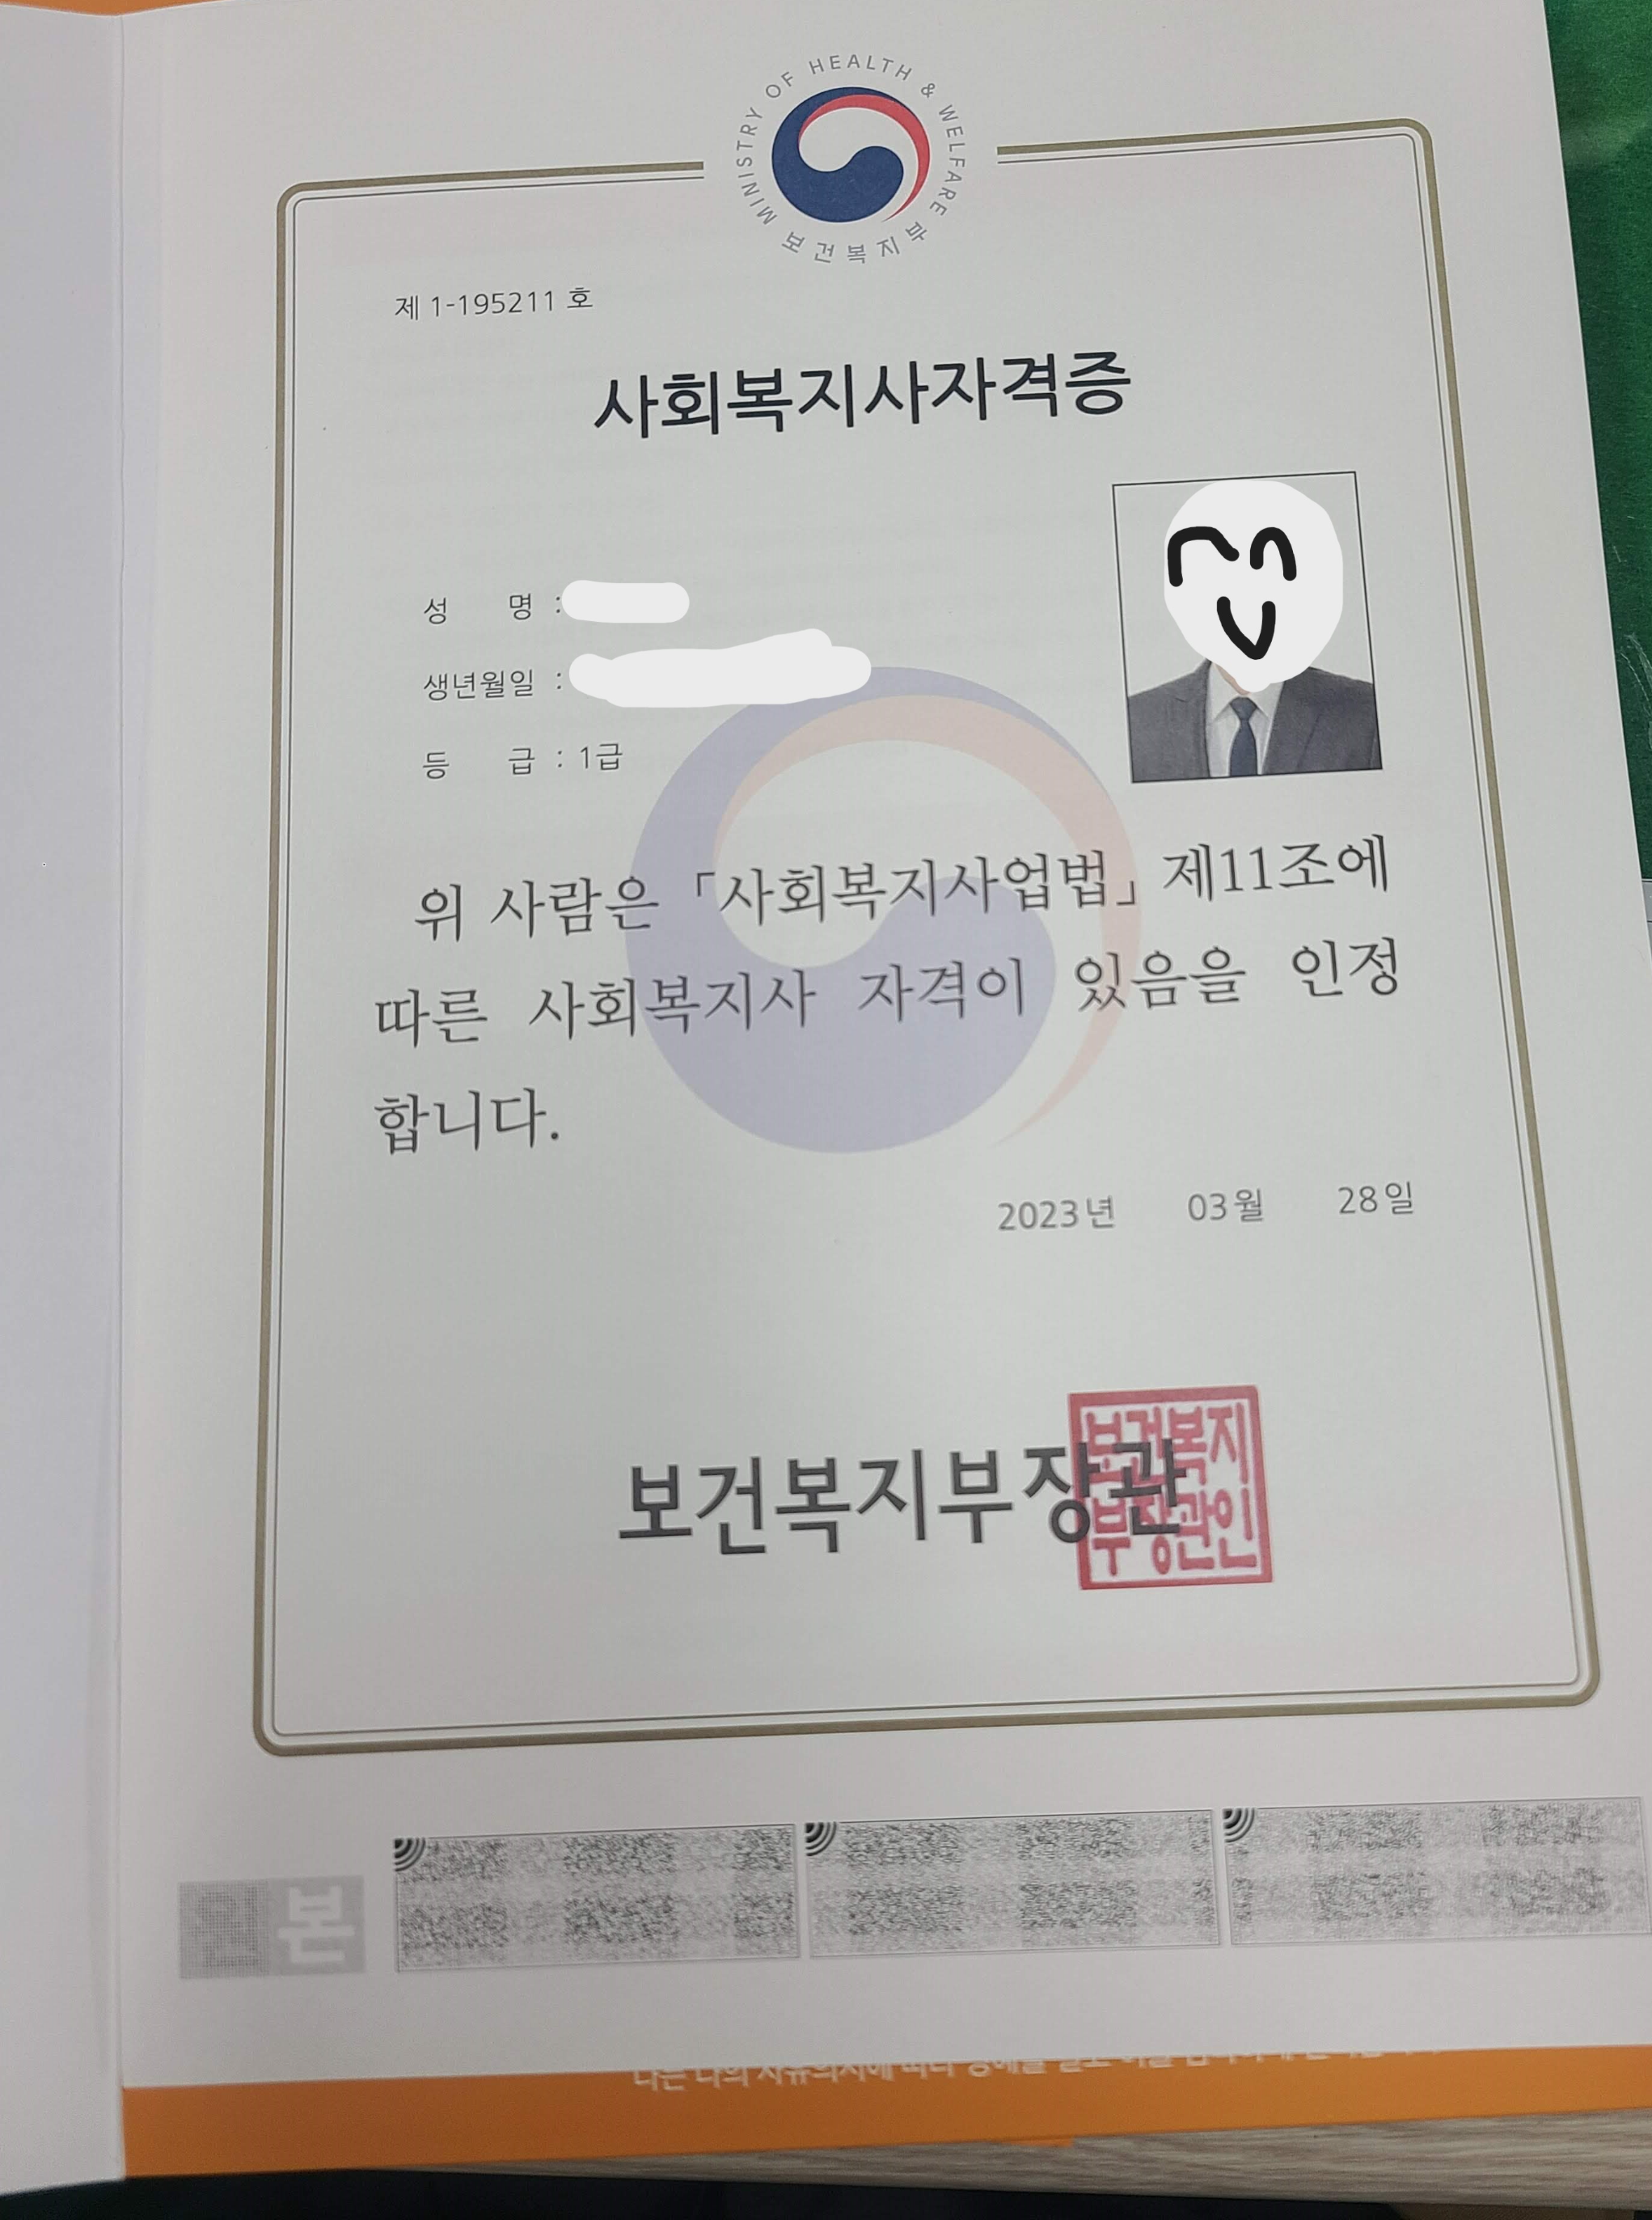 MINISTRY OF HEALTH & WELFARE
보건복지부
제 1-195211 호
사회복지사자격증
성 명 :
생년월일 :
등 급 : 1급
위 사람은 「사회복지사업법」 제11조에
따른 사회복지사 자격이 있음을 인정
합니다.
2023년 03월 28일
보건복지부장관
보건복지
부장관인
원본